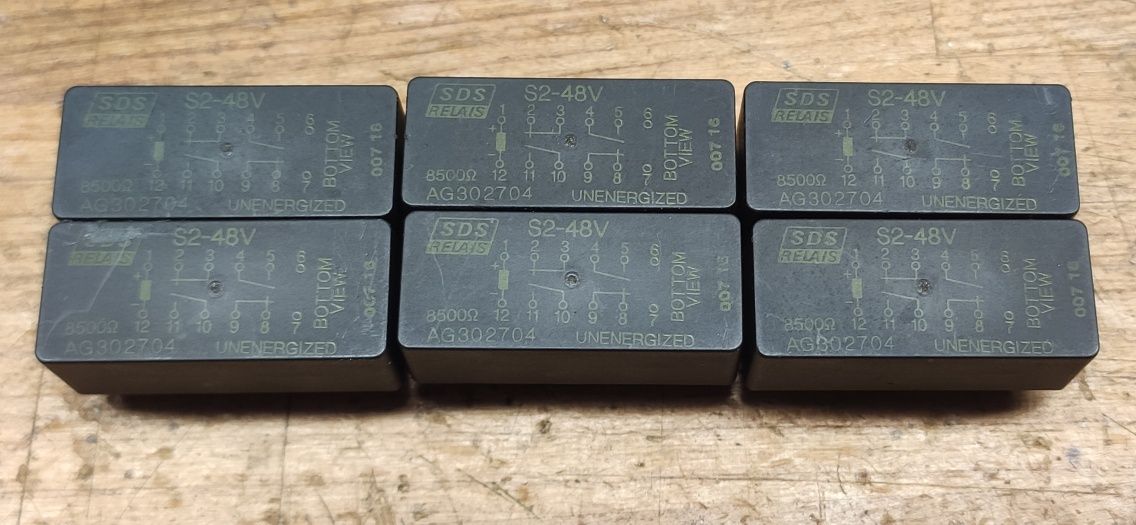 SDS RELAIS S2-48V
1 2 3 4 5 6
+
8500Ω 12 11 10 9 8 7
BOTTOM VIEW
007 16
AG302704 UNENERGIZED
SDS RELAIS S2-48V
1 2 3 4 5 6
+
8500Ω 12 11 10 9 8 7
BOTTOM VIEW
007 16
AG302704 UNENERGIZED
SDS RELAIS S2-48V
1 2 3 4 5 6
+
8500Ω 12 11 10 9 8 7
BOTTOM VIEW
007 16
AG302704 UNENERGIZED
SDS RELAIS S2-48V
1 2 3 4 5 6
+
8500Ω 12 11 10 9 8 7
BOTTOM VIEW
007 16
AG302704 UNENERGIZED
SDS RELAIS S2-48V
1 2 3 4 5 6
+
8500Ω 12 11 10 9 8 7
BOTTOM VIEW
007 16
AG302704 UNENERGIZED
SDS RELAIS S2-48V
1 2 3 4 5 6
+
8500Ω 12 11 10 9 8 7
BOTTOM VIEW
007 16
AG302704 UNENERGIZED